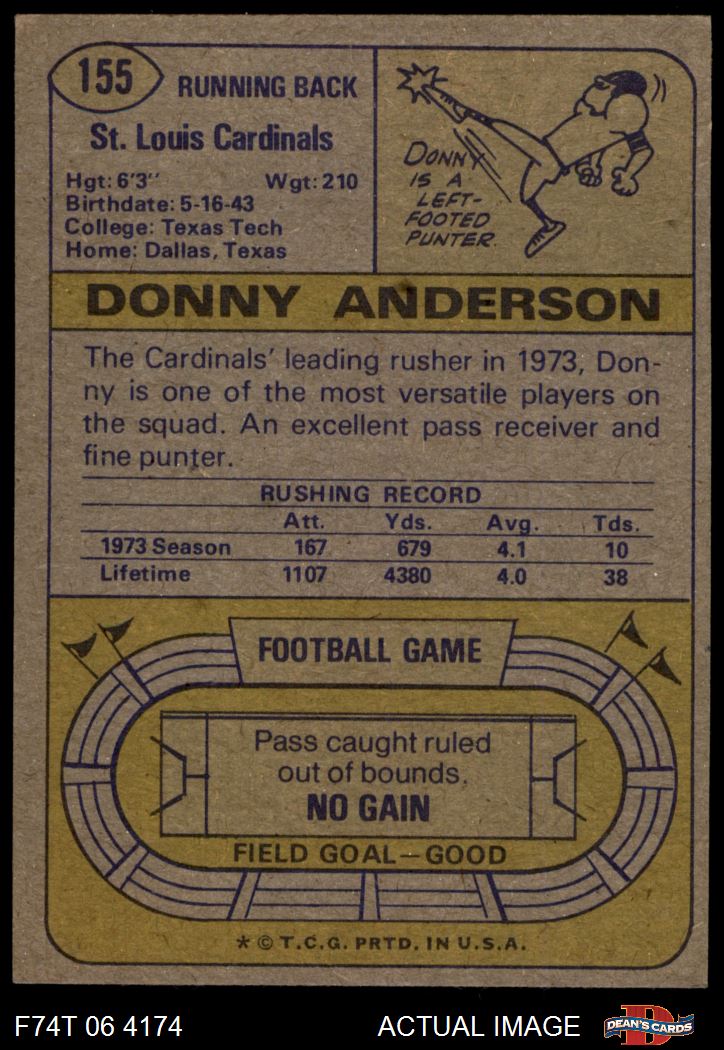 155
RUNNING BACK
St. Louis Cardinals
Hgt: 6'3" Wgt: 210
Birthdate: 5-16-43
College: Texas Tech
Home: Dallas, Texas
DONNY
IS A
LEFT-
FOOTED
PUNTER.
DONNY ANDERSON
The Cardinals' leading rusher in 1973, Don-
ny is one of the most versatile players on
the squad. An excellent pass receiver and
fine punter.
RUSHING RECORD
Att. Yds. Avg. Tds.
1973 Season 167 679 4.1 10
Lifetime 1107 4380 4.0 38
FOOTBALL GAME
Pass caught ruled
out of bounds.
NO GAIN
FIELD GOAL—GOOD
* © T.C.G. PRTD. IN U.S.A.
F74T 06 4174 ACTUAL IMAGE
D
DEAN'S CARDS